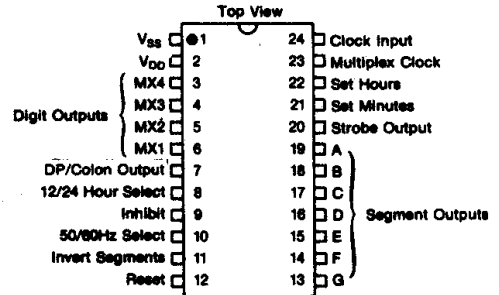 Top View
VSS 1 24 Clock Input
VDD 2 23 Multiplex Clock
MX4 3 22 Set Hours
MX3 4 21 Set Minutes
Digit Outputs
MX2 5 20 Strobe Output
MX1 6 19 A
DP/Colon Output 7 18 B
12/24 Hour Select 8 17 C
Inhibit 9 16 D Segment Outputs
50/60Hz Select 10 15 E
Invert Segments 11 14 F
Reset 12 13 G